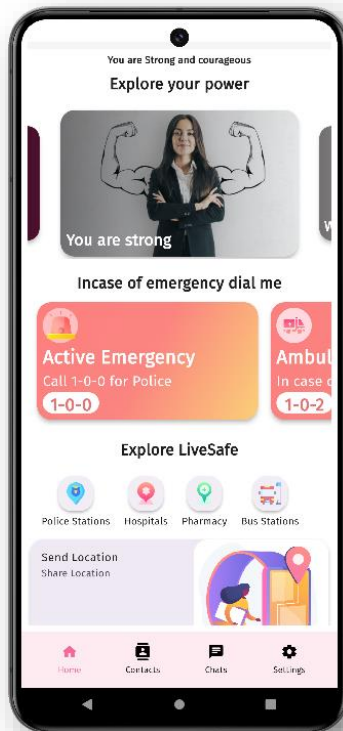 You are Strong and courageous
Explore your power
You are strong
Incase of emergency dial me
Active Emergency
Call 1-0-0 for Police
1-0-0
Ambul
In case
1-0-2
Explore LiveSafe
Police Stations
Hospitals
Pharmacy
Bus Stations
Send Location
Share Location
Home
Contacts
Chats
Settings